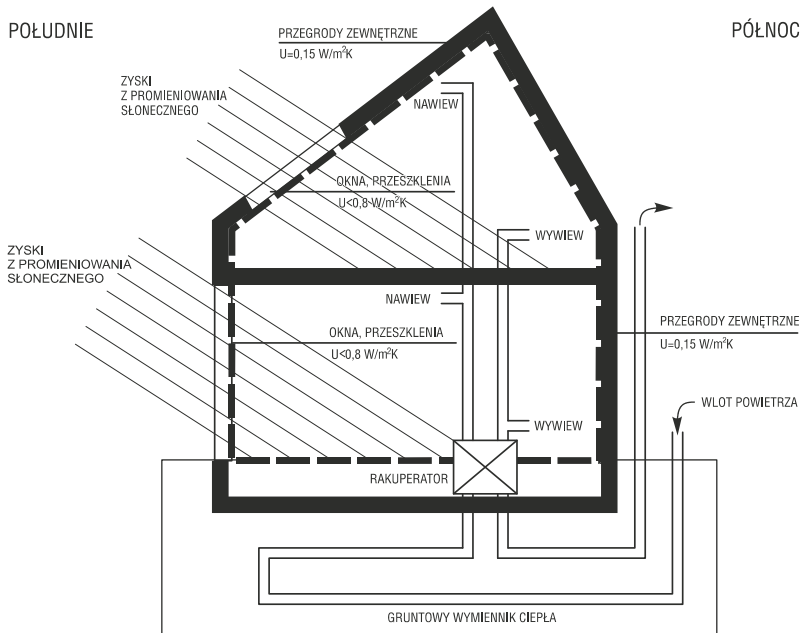 POŁUDNIE
PÓŁNOC
PRZEGRODY ZEWNĘTRZNE
U=0,15 W/m²K
ZYSKI
Z PROMIENIOWANIA
SŁONECZNEGO
NAWIEW
OKNA, PRZESZKLENIA
U<0,8 W/m²K
WYWIEW
ZYSKI
Z PROMIENIOWANIA
SŁONECZNEGO
NAWIEW
PRZEGRODY ZEWNĘTRZNE
U=0,15 W/m²K
OKNA, PRZESZKLENIA
U<0,8 W/m²K
WLOT POWIETRZA
WYWIEW
RAKUPERATOR
GRUNTOWY WYMIENNIK CIEPŁA